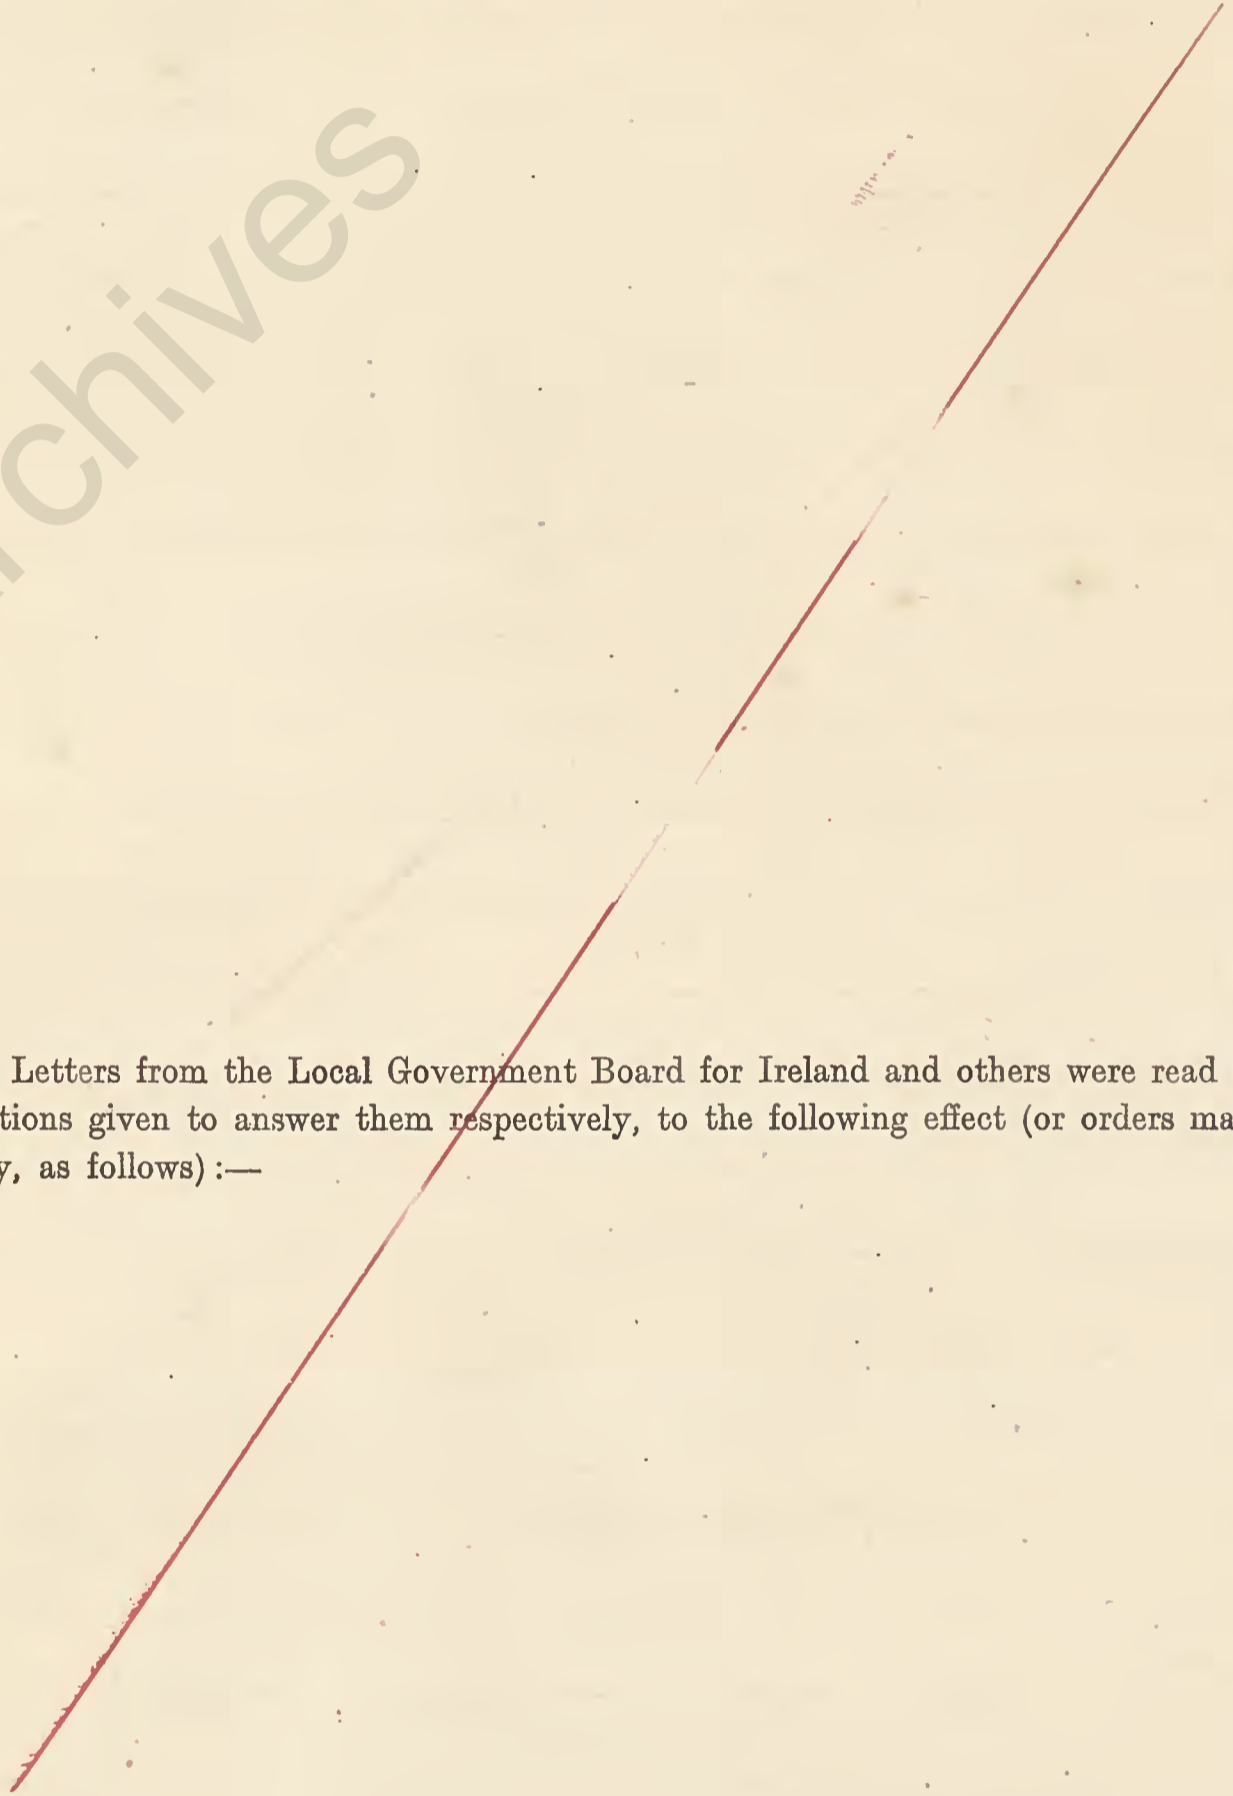 chives
Letters from the Local Government Board for Ireland and others were read
tions given to answer them respectively, to the following effect (or orders ma
y, as follows) :—